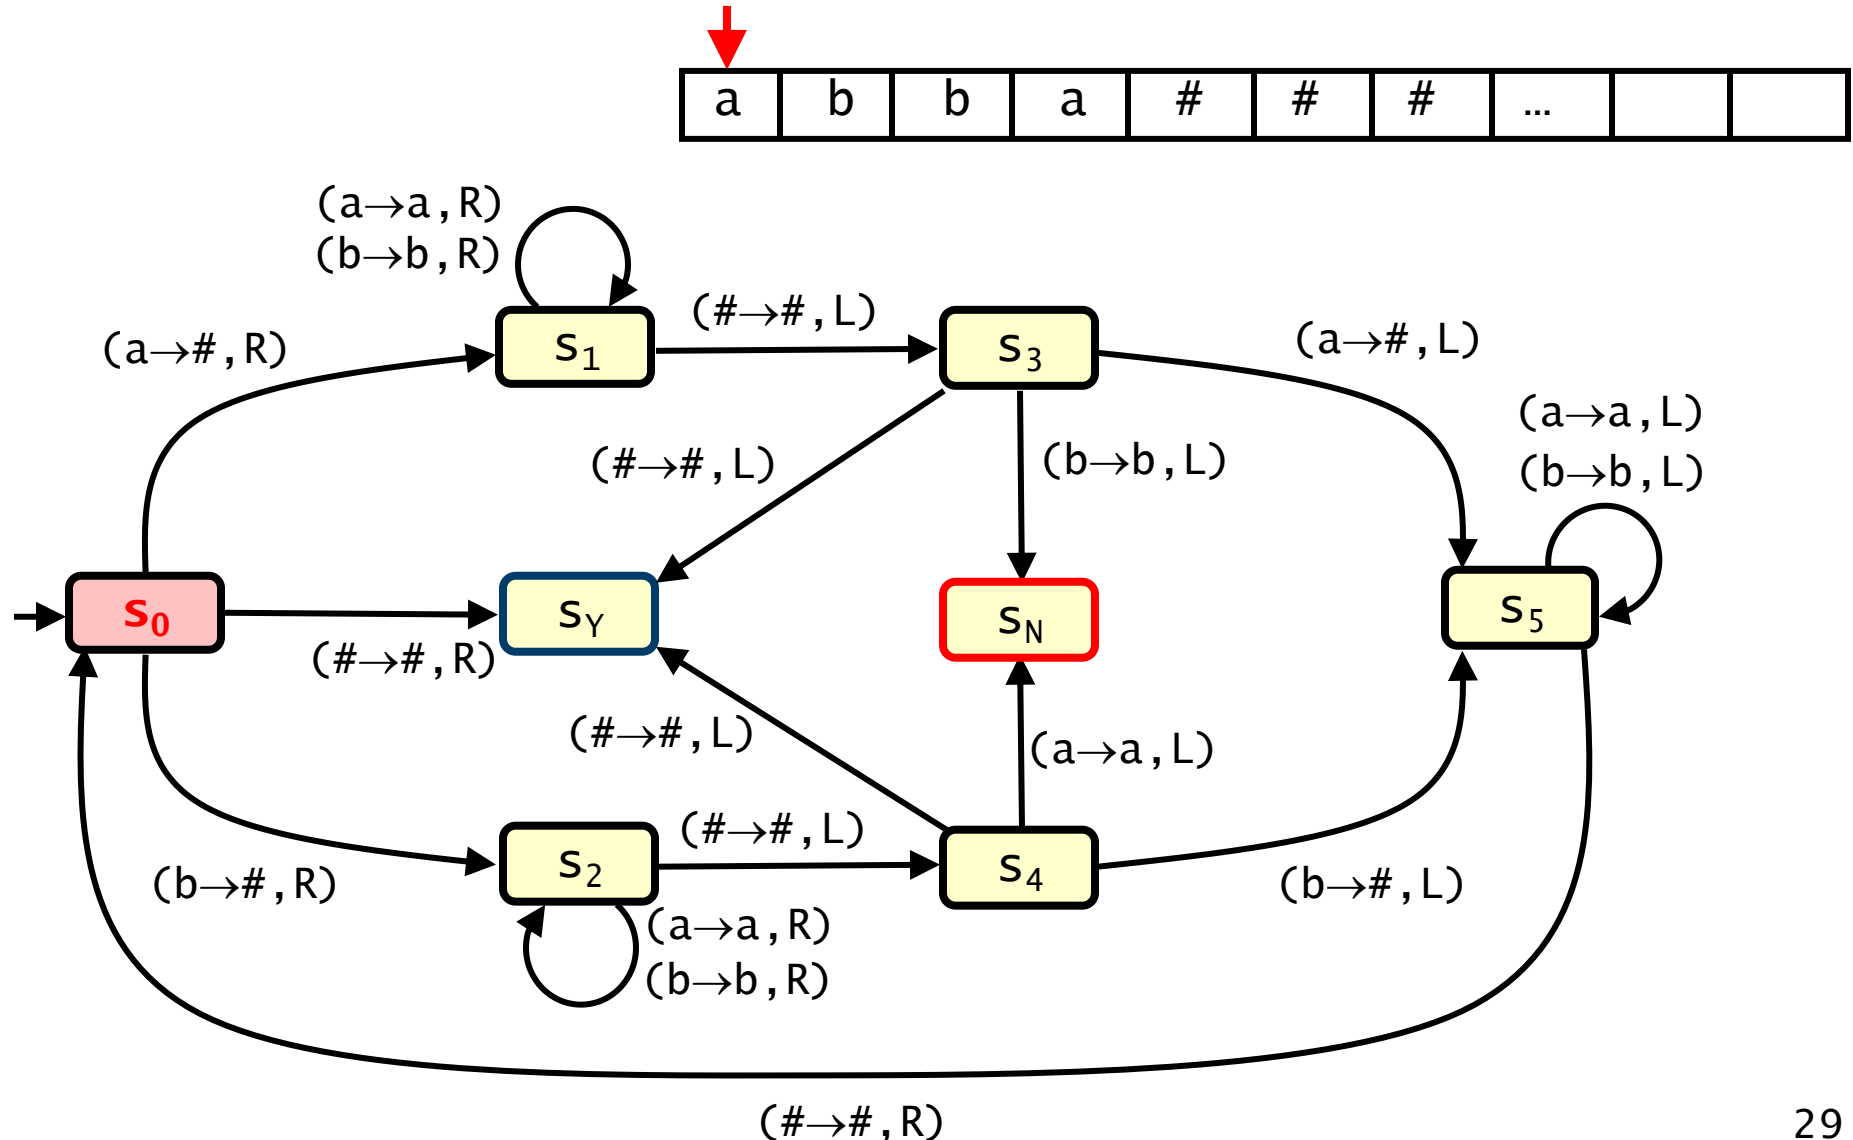 a b b a # # # ...
(a→a,R)
(b→b,R)
(#→#,L)
(a→#,R)
s1
s3
(a→#,L)
(a→a,L)
(b→b,L)
(#→#,L)
(b→b,L)
s0
sY
sN
s5
(#→#,R)
(#→#,L)
(a→a,L)
(#→#,L)
s2
s4
(b→#,R)
(b→#,L)
(a→a,R)
(b→b,R)
(#→#,R)
29